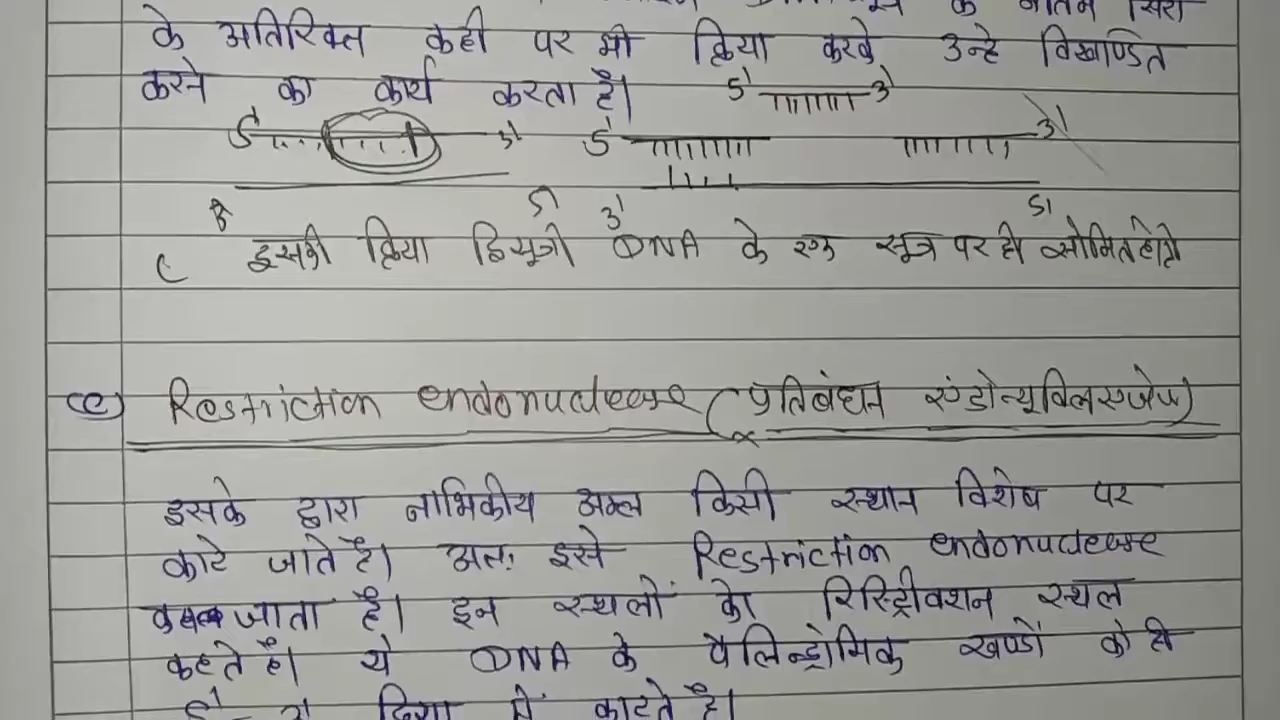 के अतिरिक्त कही पर भी क्रिया करके उन्हे विखण्डित
करने का कार्य करता है। 5' 3'
5' 3' 5' 3'
5' 3' 5'
इसकी क्रिया द्विसूत्री DNA के एक सूत्र पर ही
(e) Restriction endonuclease (प्रतिबंधन एंडोन्यूक्लिएजेज)
इसके द्वारा नाभिकीय अम्ल किसी स्थान विशेष पर
काटे जाते है। अतः इसे Restriction endonuclease
कहा जाता है। इन स्थलों को रिस्ट्रीक्शन स्थल
कहते है। ये DNA के पैलिन्ड्रोमिक खण्डों को ही
5' दिशा में काटते है।